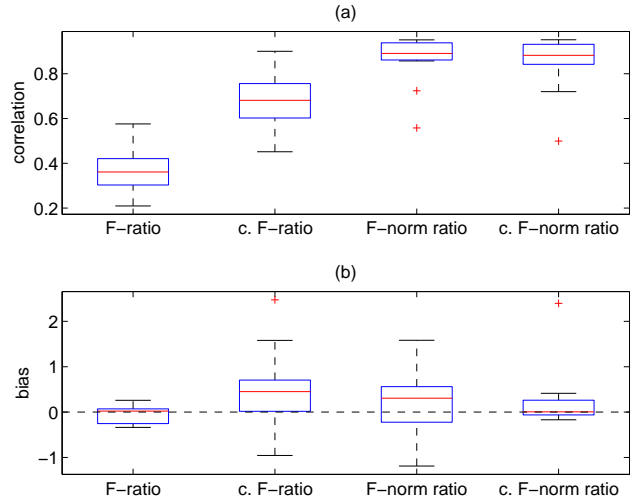 (a)
correlation
0.8
0.6
0.4
0.2
F−ratio c. F−ratio F−norm ratio c. F−norm ratio
(b)
bias
2
1
0
−1
F−ratio c. F−ratio F−norm ratio c. F−norm ratio